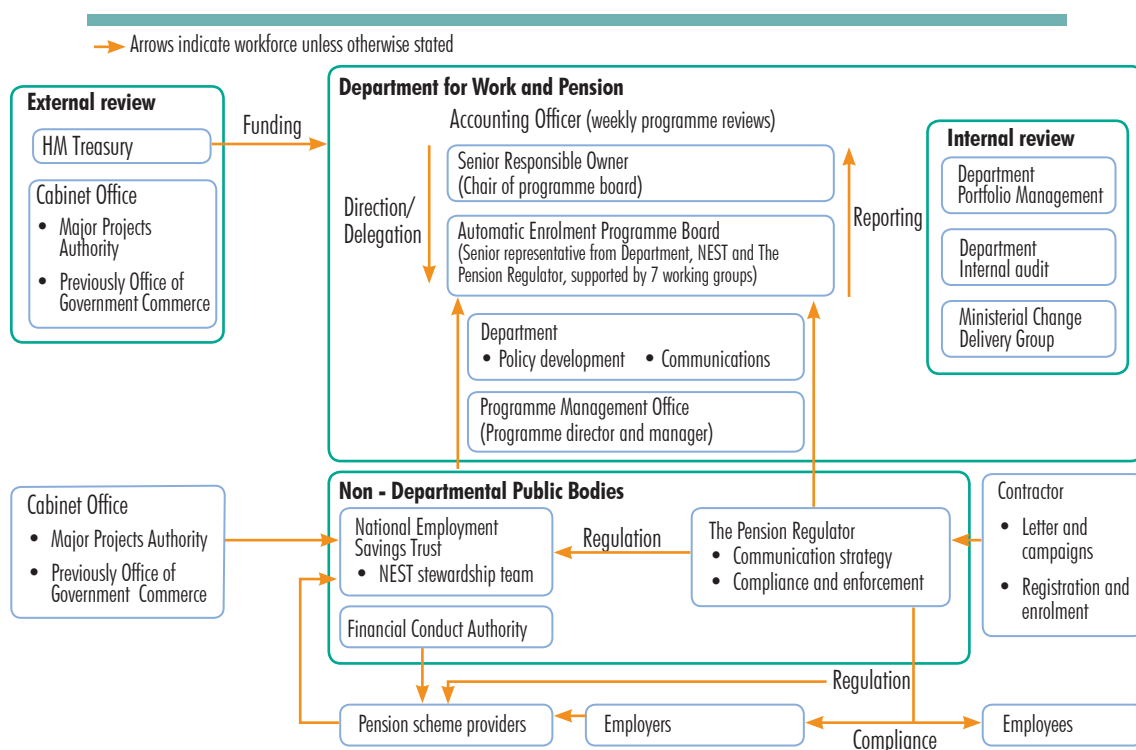 Arrows indicate workforce unless otherwise stated
External review
HM Treasury
Cabinet Office
• Major Projects
Authority
• Previously Office of
Government Commerce
Funding
Department for Work and Pension
Accounting Officer (weekly programme reviews)
Senior Responsible Owner
(Chair of programme board)
Direction/
Delegation
Automatic Enrolment Programme Board
(Senior representative from Department, NEST and The
Pension Regulator, supported by 7 working groups)
Reporting
Department
• Policy development • Communications
Programme Management Office
(Programme director and manager)
Internal review
Department
Portfolio Management
Department
Internal audit
Ministerial Change
Delivery Group
Cabinet Office
• Major Projects Authority
• Previously Office of
Government Commerce
Non - Departmental Public Bodies
National Employment
Savings Trust
• NEST stewardship team
Regulation
The Pension Regulator
• Communication strategy
• Compliance and enforcement
Financial Conduct Authority
Contractor
• Letter and
campaigns
• Registration and
enrolment
Regulation
Pension scheme providers
Employers
Compliance
Employees